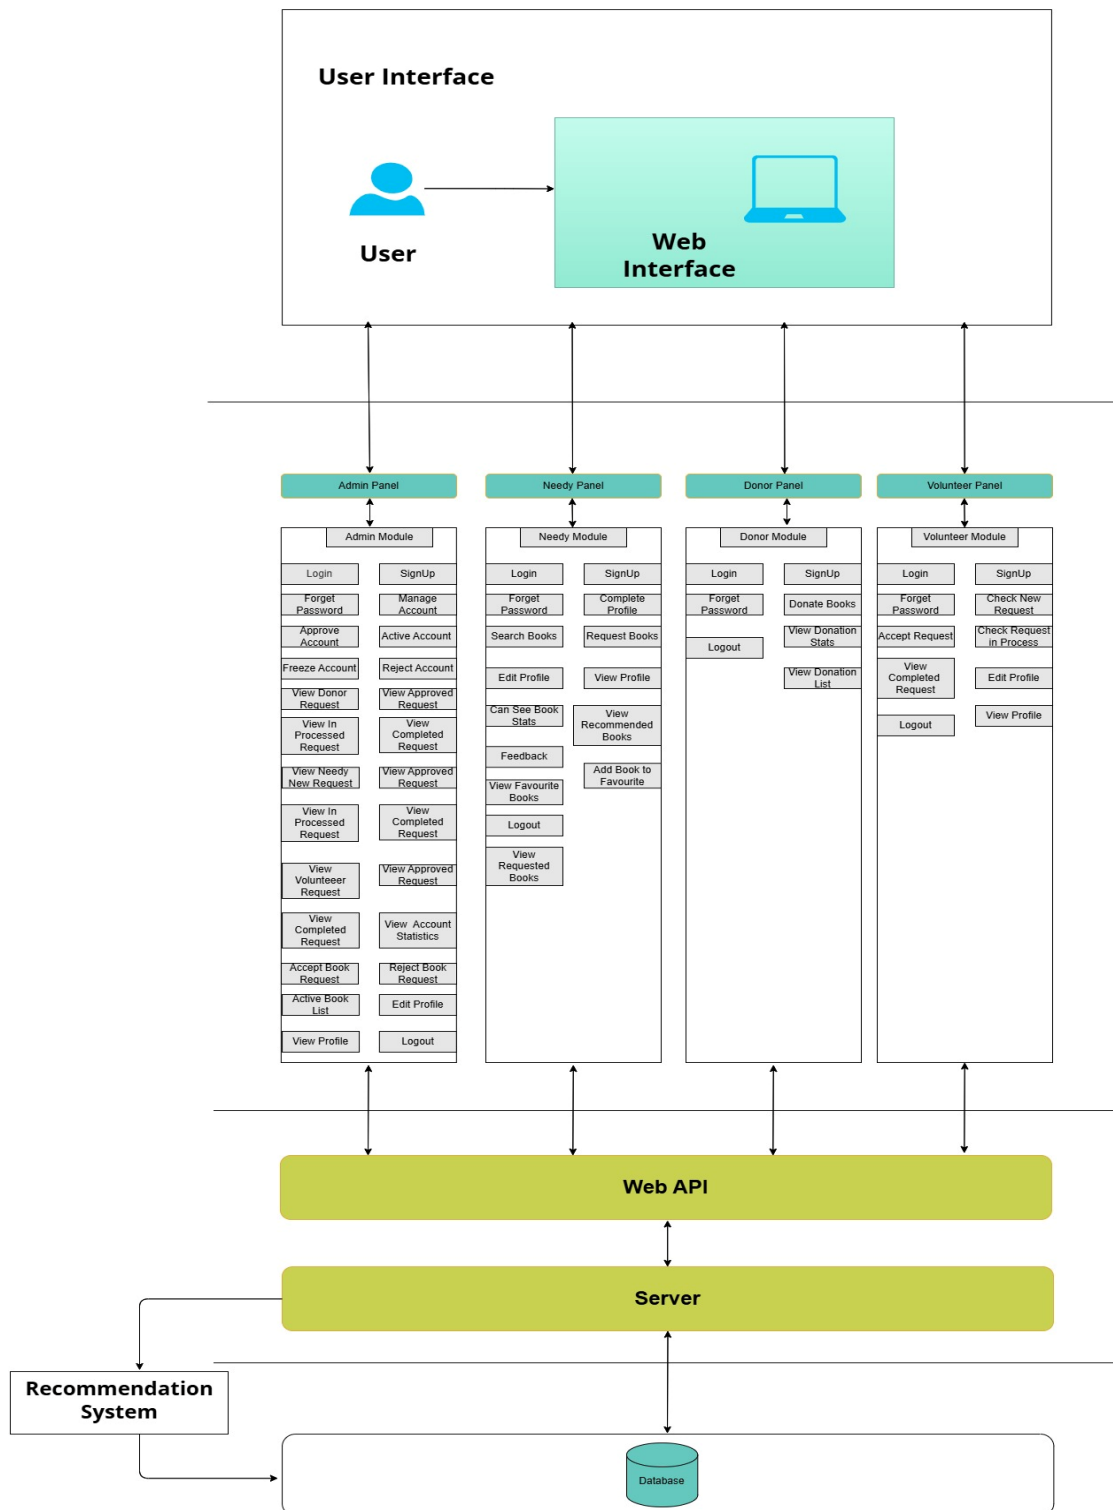 User Interface
User
Web
Interface
Admin Panel
Needy Panel
Donor Panel
Volunteer Panel
Admin Module
Login
SignUp
Forget
Password
Manage
Account
Approve
Account
Active Account
Freeze Account
Reject Account
View Donor
Request
View Approved
Request
View In
Processed
Request
View
Completed
Request
View Needy
New Request
View Approved
Request
View In
Processed
Request
View
Completed
Request
View
Volunteeer
Request
View Approved
Request
View
Completed
Request
View Account
Statistics
Accept Book
Request
Reject Book
Request
Active Book
List
Edit Profile
View Profile
Logout
Needy Module
Login
SignUp
Forget
Password
Complete
Profile
Search Books
Request Books
Edit Profile
View Profile
Can See Book
Stats
View
Recommended
Books
Feedback
Add Book to
Favourite
View Favourite
Books
Logout
View
Requested
Books
Donor Module
Login
SignUp
Forget
Password
Donate Books
Logout
View Donation
Stats
View Donation
List
Volunteer Module
Login
SignUp
Forget
Password
Check New
Request
Accept Request
Check Request
in Process
View
Completed
Request
Edit Profile
Logout
View Profile
Web API
Server
Recommendation
System
Database